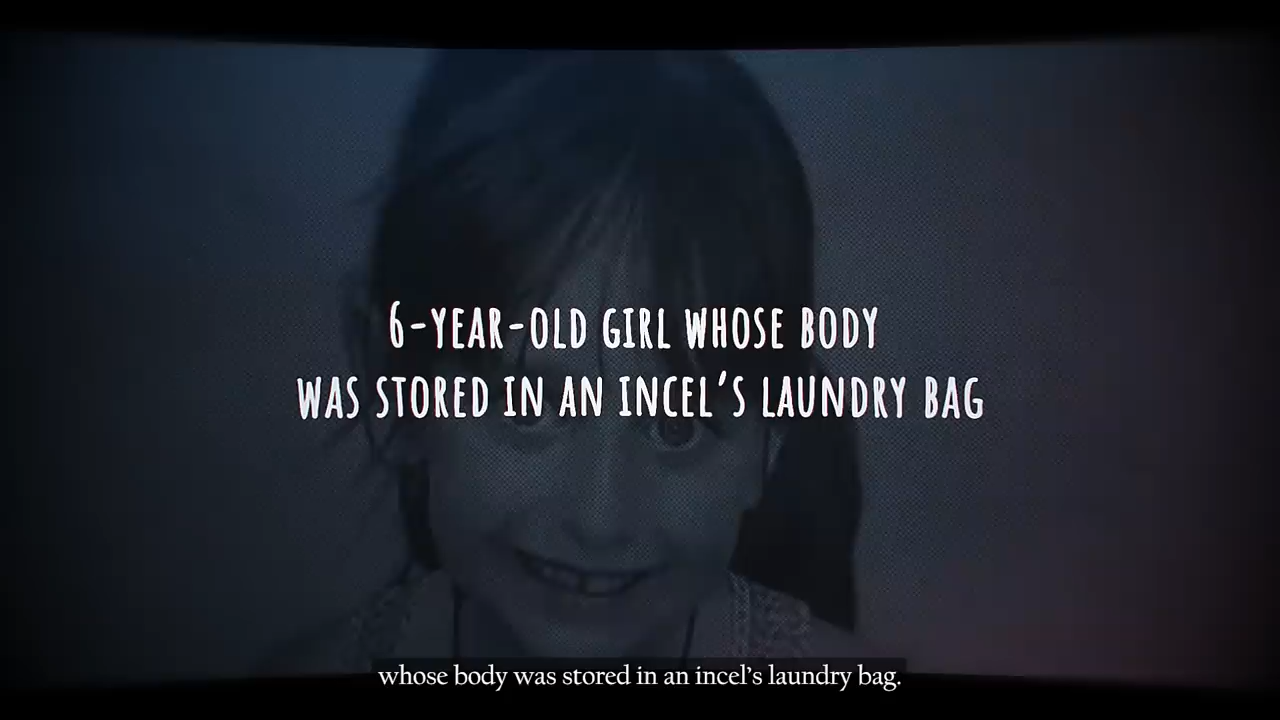 6-YEAR-OLD GIRL WHOSE BODY
WAS STORED IN AN INCEL'S LAUNDRY BAG
whose body was stored in an incel's laundry bag.